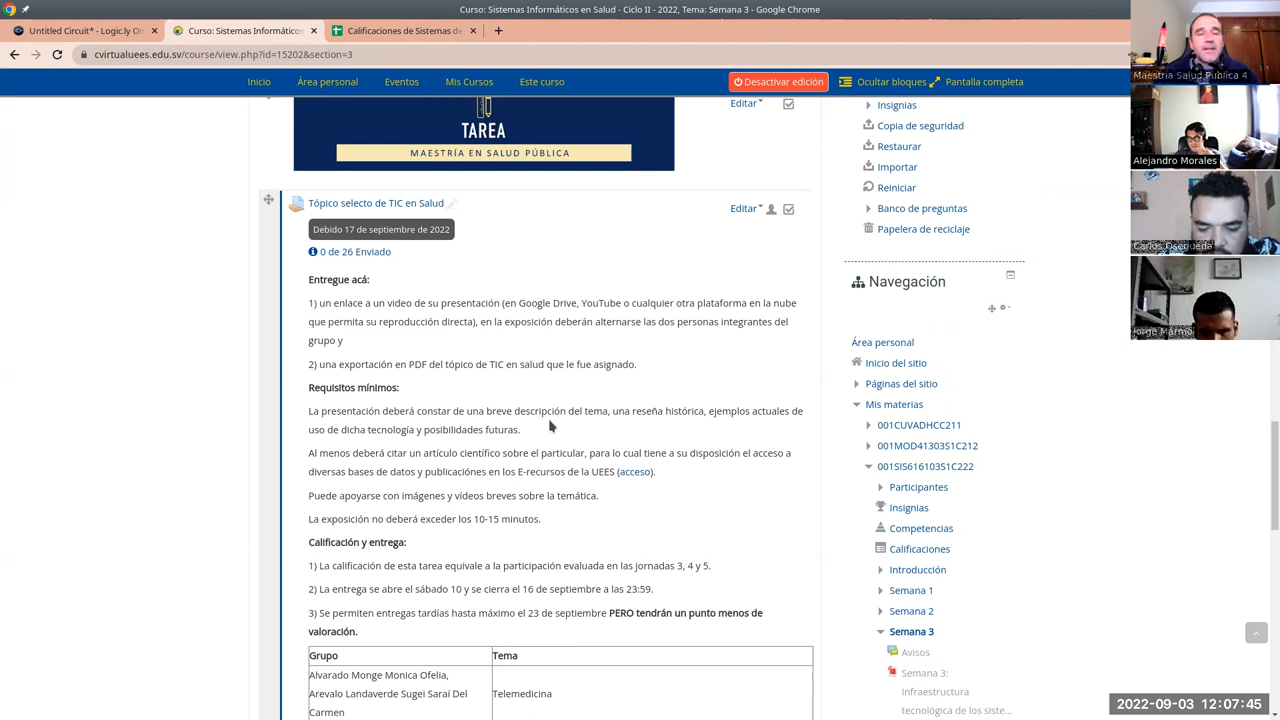 Curso: Sistemas Informáticos en Salud - Ciclo II - 2022, Tema: Semana 3 - Google Chrome
Untitled Circuit* - Logic.ly On
Curso: Sistemas Informáticos
Calificaciones de Sistemas de
cvirtualuees.edu.sv/course/view.php?id=15202&section=3
Inicio
Área personal
Eventos
Mis Cursos
Este curso
Desactivar edición
Ocultar bloques
Pantalla completa
Editar
TAREA
MAESTRÍA EN SALUD PÚBLICA
Tópico selecto de TIC en Salud
Editar
Debido 17 de septiembre de 2022
0 de 26 Enviado
Entregue acá:
1) un enlace a un video de su presentación (en Google Drive, YouTube o cualquier otra plataforma en la nube
que permita su reproducción directa), en la exposición deberán alternarse las dos personas integrantes del
grupo y
2) una exportación en PDF del tópico de TIC en salud que le fue asignado.
Requisitos mínimos:
La presentación deberá constar de una breve descripción del tema, una reseña histórica, ejemplos actuales de
uso de dicha tecnología y posibilidades futuras.
Al menos deberá citar un artículo científico sobre el particular, para lo cual tiene a su disposición el acceso a
diversas bases de datos y publicaciónes en los E-recursos de la UEES (acceso).
Puede apoyarse con imágenes y vídeos breves sobre la temática.
La exposición no deberá exceder los 10-15 minutos.
Calificación y entrega:
1) La calificación de esta tarea equivale a la participación evaluada en las jornadas 3, 4 y 5.
2) La entrega se abre el sábado 10 y se cierra el 16 de septiembre a las 23:59.
3) Se permiten entregas tardías hasta máximo el 23 de septiembre PERO tendrán un punto menos de
valoración.
Grupo
Tema
Alvarado Monge Monica Ofelia,
Arevalo Landaverde Sugei Saraí Del
Carmen
Telemedicina
Insignias
Copia de seguridad
Restaurar
Importar
Reiniciar
Banco de preguntas
Papelera de reciclaje
Navegación
Área personal
Inicio del sitio
Páginas del sitio
Mis materias
001CUVADHCC211
001MOD41303S1C212
001SIS616103S1C222
Participantes
Insignias
Competencias
Calificaciones
Introducción
Semana 1
Semana 2
Semana 3
Avisos
Semana 3:
Infraestructura
tecnológica de los siste...
Maestria Salud Publica 4
Alejandro Morales
Carlos Osegueda
Jorge Marmol
2022-09-03 12:07:45